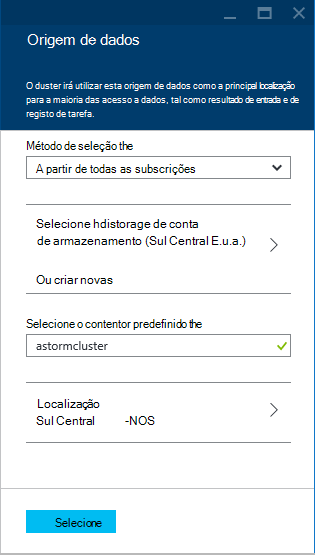 Origem de dados
O duster irá utilizar esta origem de dados como a principal localização
para a maioria das acesso a dados, tal como resultado de entrada e de
registo de tarefa.
Método de seleção the
A partir de todas as subscrições
Selecione hdistorage de conta
de armazenamento (Sul Central E.u.a.)
Ou criar novas
Selecione o contentor predefinido the
astormcluster
Localização
Sul Central -NOS
Selecione